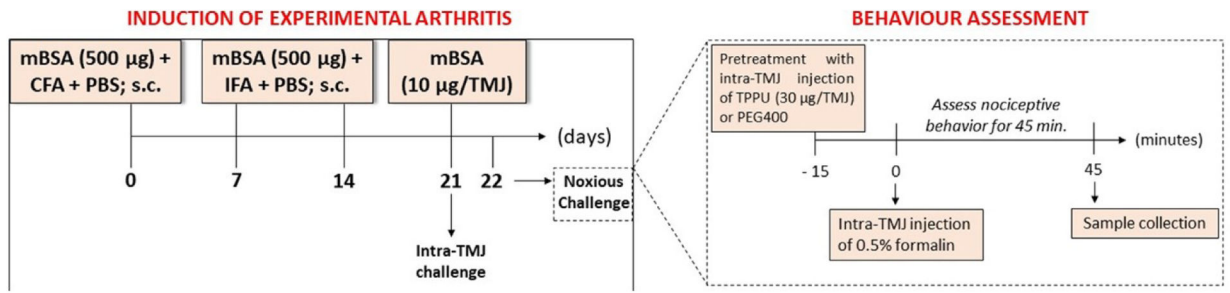 INDUCTION OF EXPERIMENTAL ARTHRITIS
mBSA (500 µg) +
CFA + PBS; s.c.
mBSA (500 µg) +
IFA + PBS; s.c.
mBSA
(10 µg/TMJ)
(days)
0
7
14
21
22
Noxious
Challenge
Intra-TMJ
challenge
BEHAVIOUR ASSESSMENT
Pretreatment with
intra-TMJ injection
of TPPU (30 µg/TMJ)
or PEG400
Assess nociceptive
behavior for 45 min.
(minutes)
- 15
0
45
Intra-TMJ injection
of 0.5% formalin
Sample collection